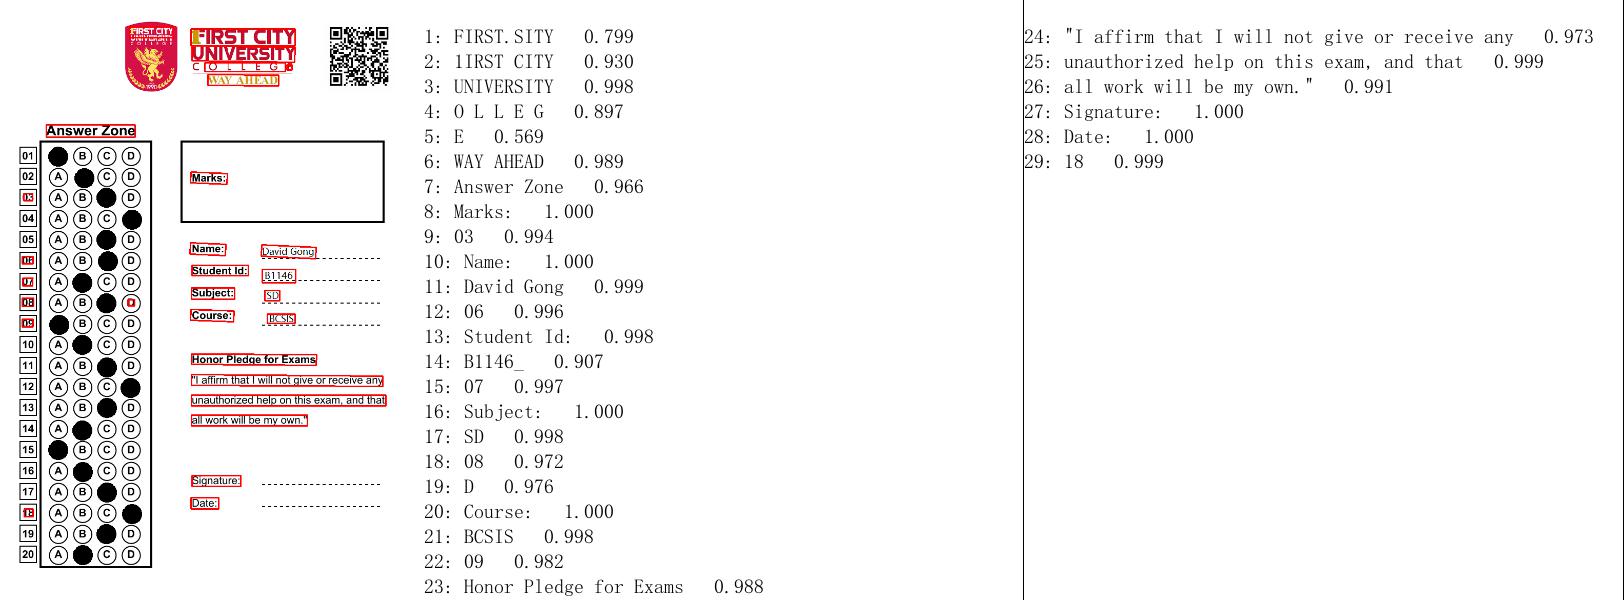 FIRST CITY
UNIVERSITY
COLLEGE
FIRST CITY
UNIVERSITY
COLLEGE
WAY AHEAD
Answer Zone
01 B C D
02 A C D
03 A B D
04 A B C
05 A B D
06 A B D
07 A C D
08 A B D
09 B C D
10 A C D
11 A B D
12 A B C
13 A B D
14 A C D
15 B C D
16 A C D
17 A B D
18 A B C
19 A B D
20 A C D
Marks:
Name: David Gong
Student Id: B1146
Subject: SD
Course: BCSIS
Honor Pledge for Exams
"I affirm that I will not give or receive any
unauthorized help on this exam, and that
all work will be my own."
Signature:
Date:
1: FIRST.SITY 0.799
2: 1IRST CITY 0.930
3: UNIVERSITY 0.998
4: O L L E G 0.897
5: E 0.569
6: WAY AHEAD 0.989
7: Answer Zone 0.966
8: Marks: 1.000
9: 03 0.994
10: Name: 1.000
11: David Gong 0.999
12: 06 0.996
13: Student Id: 0.998
14: B1146_ 0.907
15: 07 0.997
16: Subject: 1.000
17: SD 0.998
18: 08 0.972
19: D 0.976
20: Course: 1.000
21: BCSIS 0.998
22: 09 0.982
23: Honor Pledge for Exams 0.988
24: "I affirm that I will not give or receive any 0.973
25: unauthorized help on this exam, and that 0.999
26: all work will be my own." 0.991
27: Signature: 1.000
28: Date: 1.000
29: 18 0.999